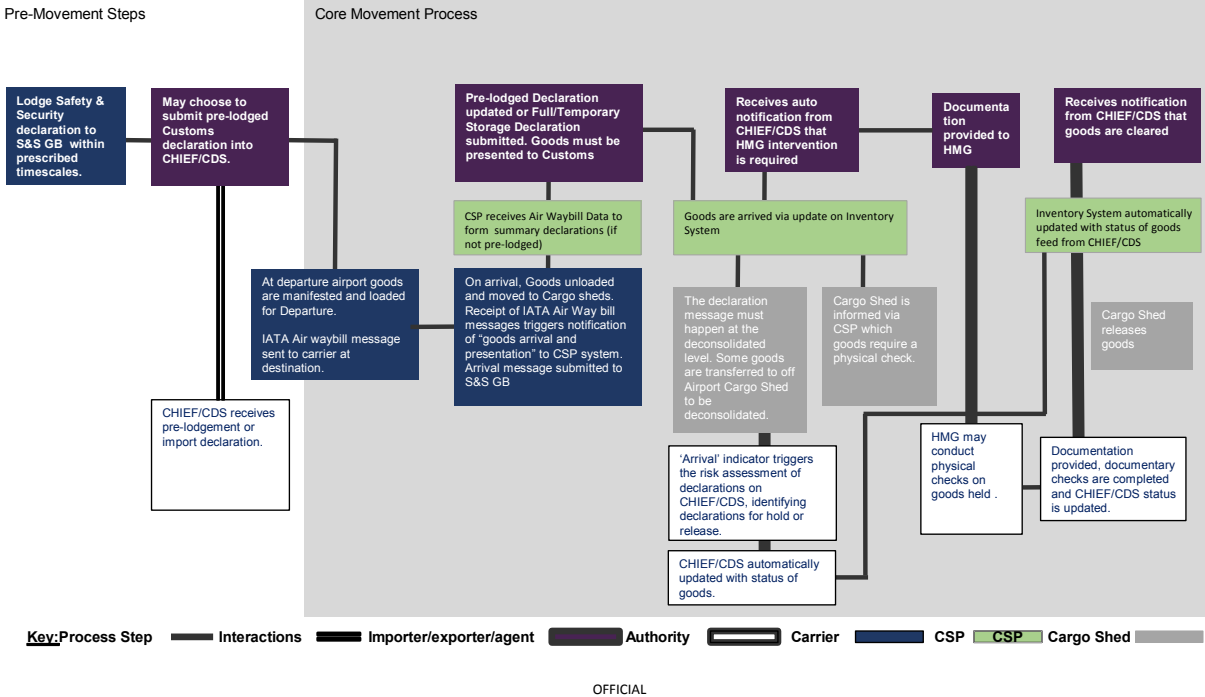 Pre-Movement Steps
Core Movement Process
Lodge Safety &
Security
declaration to
S&S GB within
prescribed
timescales.
May choose to
submit pre-lodged
Customs
declaration into
CHIEF/CDS.
Pre-lodged Declaration
updated or Full/Temporary
Storage Declaration
submitted. Goods must be
presented to Customs
Receives auto
notification from
CHIEF/CDS that
HMG intervention
is required
Documenta
tion
provided to
HMG
Receives notification
from CHIEF/CDS that
goods are cleared
CSP receives Air Waybill Data to
form summary declarations (if
not pre-lodged)
Goods are arrived via update on Inventory
System
Inventory System automatically
updated with status of goods
feed from CHIEF/CDS
At departure airport goods
are manifested and loaded
for Departure.
IATA Air waybill message
sent to carrier at
destination.
On arrival, Goods unloaded
and moved to Cargo sheds.
Receipt of IATA Air Way bill
messages triggers notification
of "goods arrival and
presentation" to CSP system.
Arrival message submitted to
S&S GB
The declaration
message must
happen at the
deconsolidated
level. Some goods
are transferred to off
Airport Cargo Shed
to be
deconsolidated.
Cargo Shed is
informed via
CSP which
goods require a
physical check.
Cargo Shed
releases
goods
CHIEF/CDS receives
pre-lodgement or
import declaration.
'Arrival' indicator triggers
the risk assessment of
declarations on
CHIEF/CDS, identifying
declarations for hold or
release.
HMG may
conduct
physical
checks on
goods held .
Documentation
provided, documentary
checks are completed
and CHIEF/CDS status
is updated.
CHIEF/CDS automatically
updated with status of
goods.
Key:Process Step Interactions Importer/exporter/agent Authority Carrier CSP CSP Cargo Shed
OFFICIAL